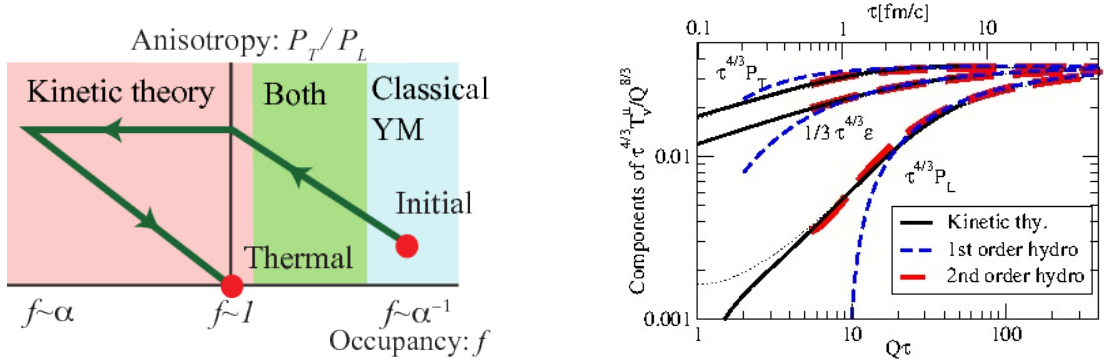 Anisotropy: P_T / P_L
Kinetic theory
Both
Classical
YM
Initial
Thermal
f~α
f~1
f~α⁻¹
Occupancy: f
τ[fm/c]
0.1 1 10
Components of τ^{4/3}T^μ_ν/Q^{8/3}
0.01
0.001
τ^{4/3}P_T
1/3 τ^{4/3}ε
τ^{4/3}P_L
Kinetic thy.
1st order hydro
2nd order hydro
1 10 100
Qτ